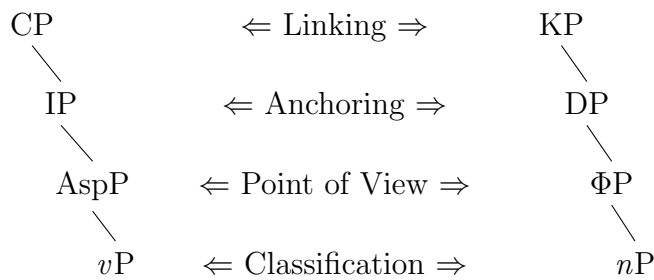 CP ⇐ Linking ⇒ KP
IP ⇐ Anchoring ⇒ DP
AspP ⇐ Point of View ⇒ ΦP
vP ⇐ Classification ⇒ nP